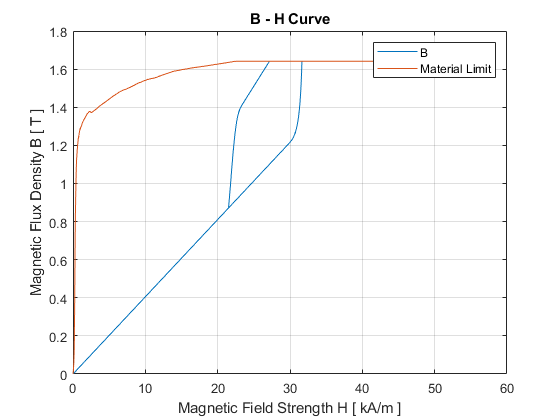 B - H Curve
1.8
1.6
1.4
1.2
1
0.8
0.6
0.4
0.2
0
Magnetic Flux Density B [ T ]
B
Material Limit
0 10 20 30 40 50 60
Magnetic Field Strength H [ kA/m ]